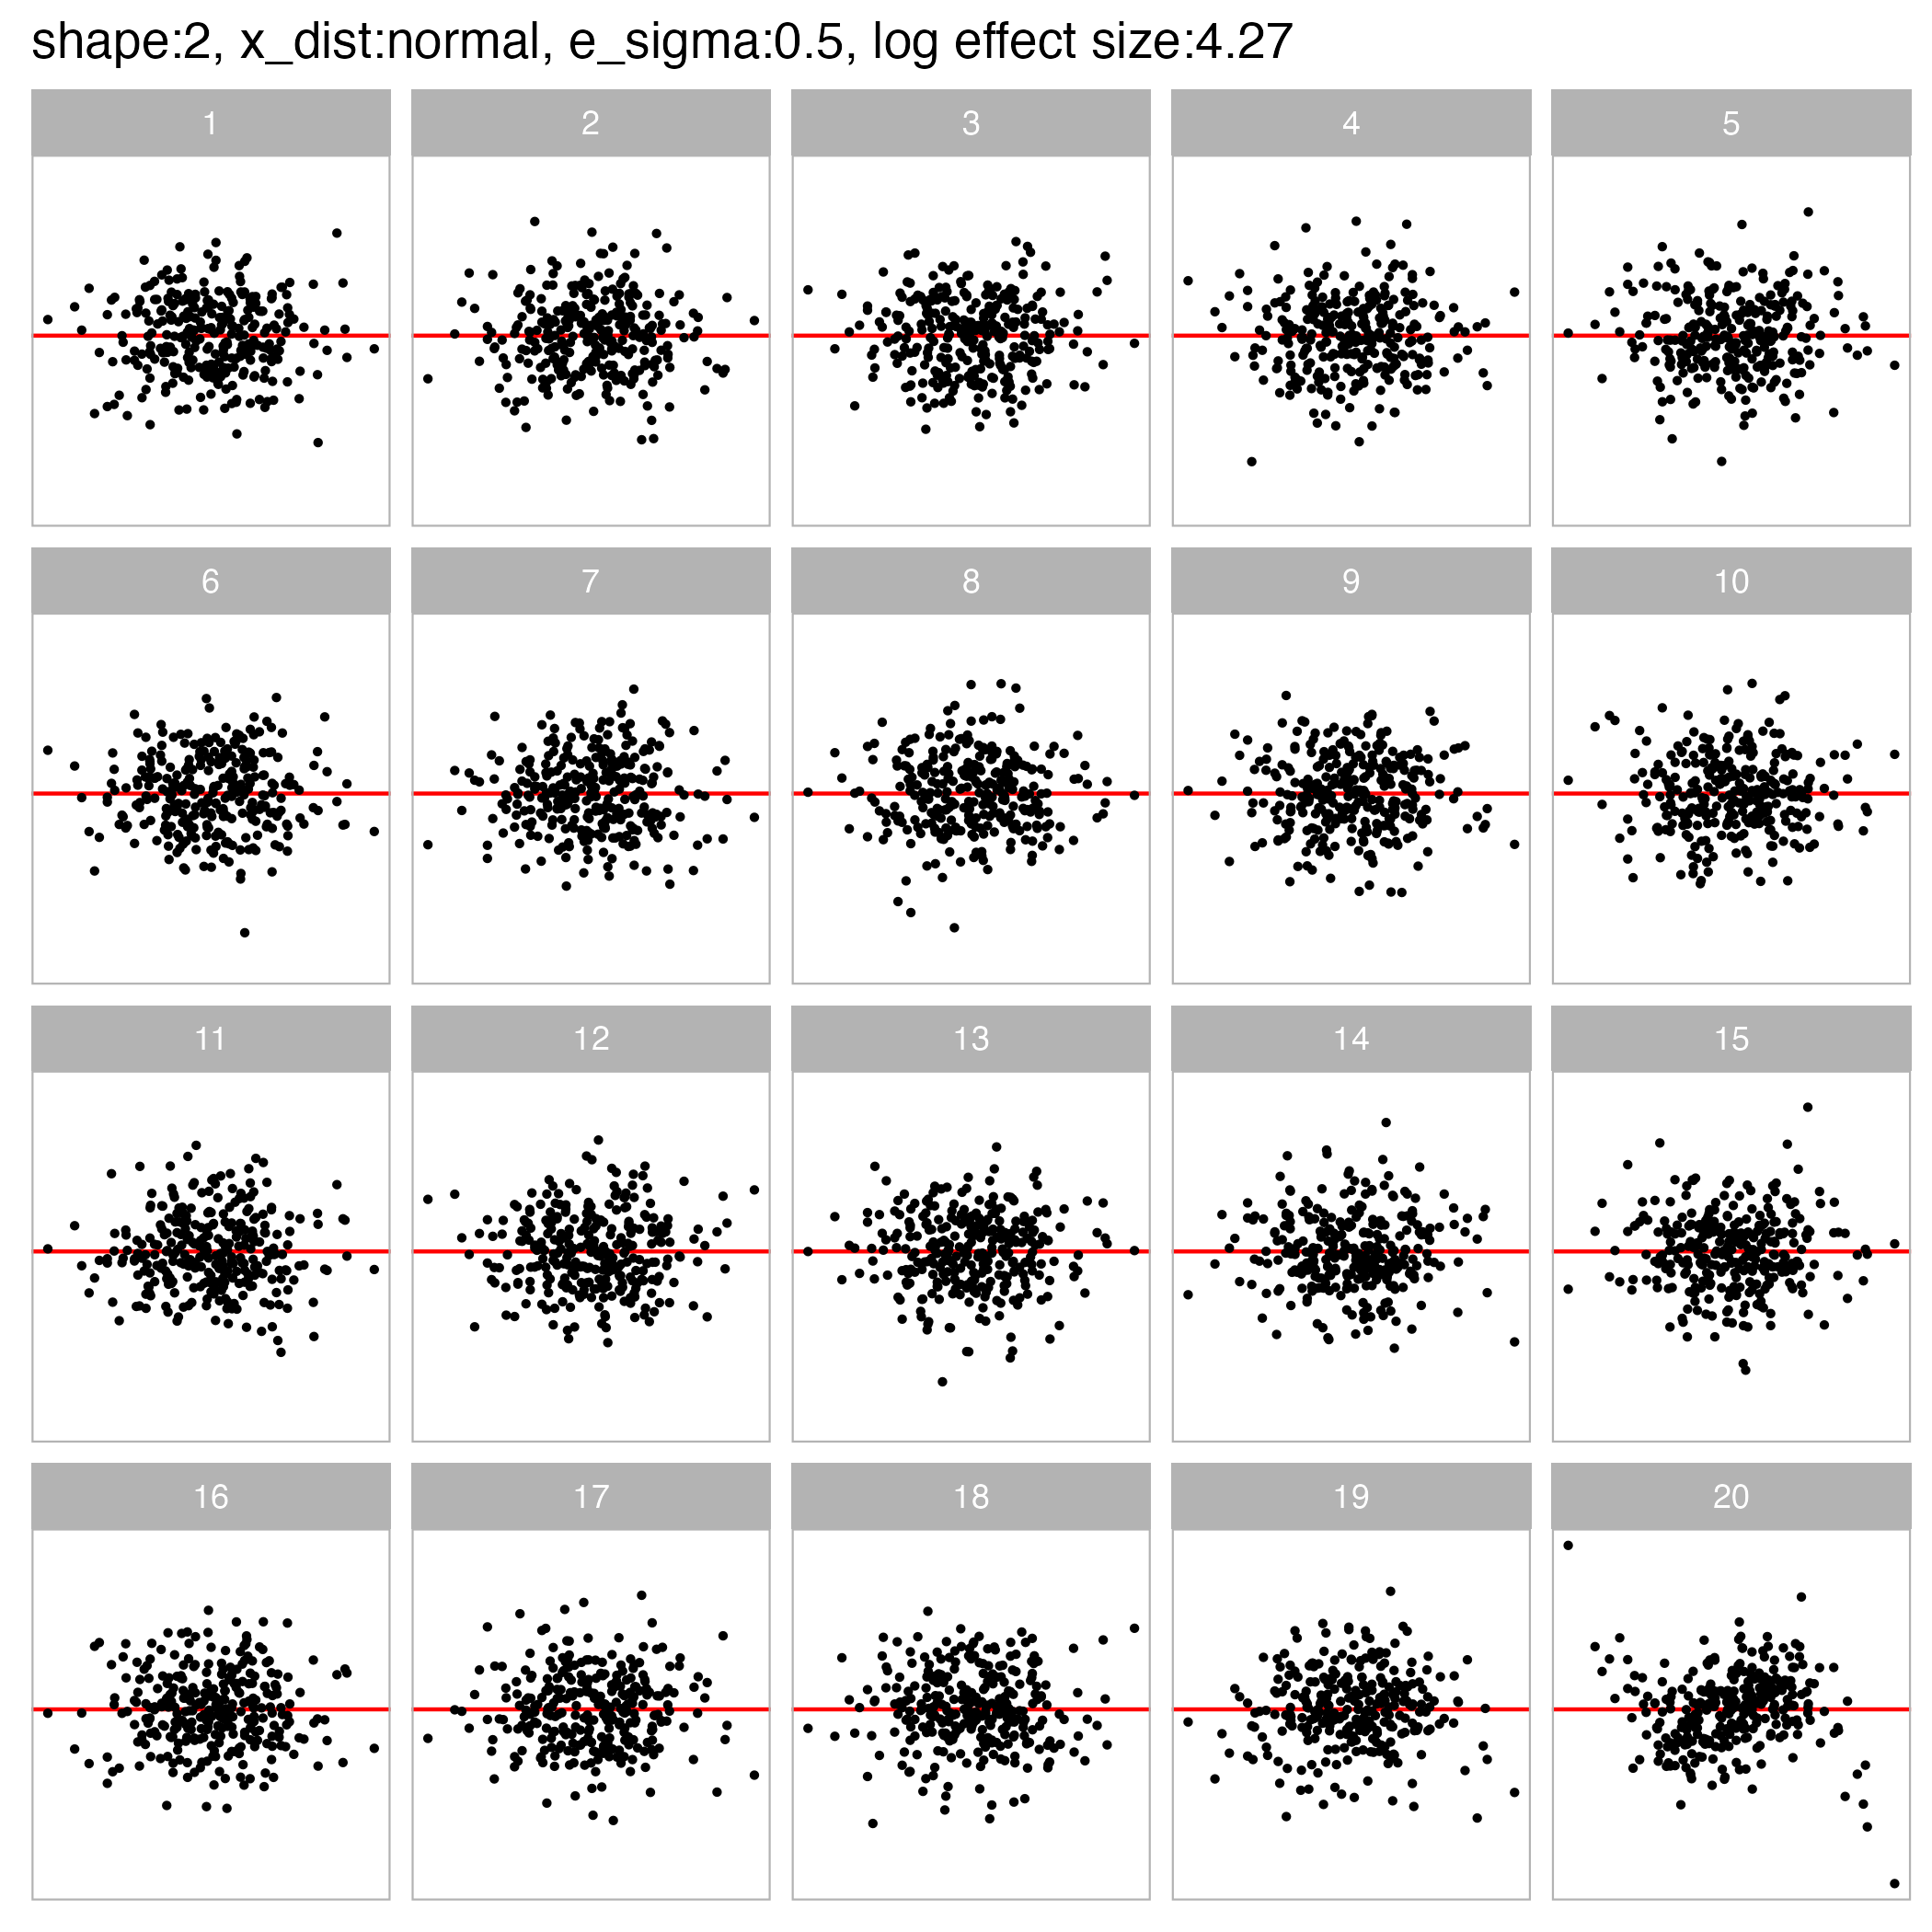 shape:2, x_dist:normal, e_sigma:0.5, log effect size:4.27
1 2 3 4 5
6 7 8 9 10
11 12 13 14 15
16 17 18 19 20